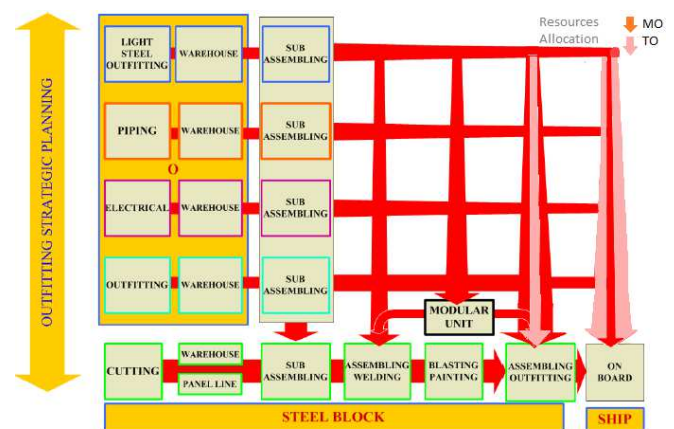 Resources
Allocation
MO
TO
OUTFITTING STRATEGIC PLANNING
LIGHT
STEEL
OUTFITTING
WAREHOUSE
SUB
ASSEMBLING
PIPING
WAREHOUSE
SUB
ASSEMBLING
O
ELECTRICAL
WAREHOUSE
SUB
ASSEMBLING
OUTFITTING
WAREHOUSE
SUB
ASSEMBLING
MODULAR
UNIT
CUTTING
WAREHOUSE
PANEL LINE
SUB
ASSEMBLING
ASSEMBLING
WELDING
BLASTING
PAINTING
ASSEMBLING
OUTFITTING
ON
BOARD
STEEL BLOCK
SHIP